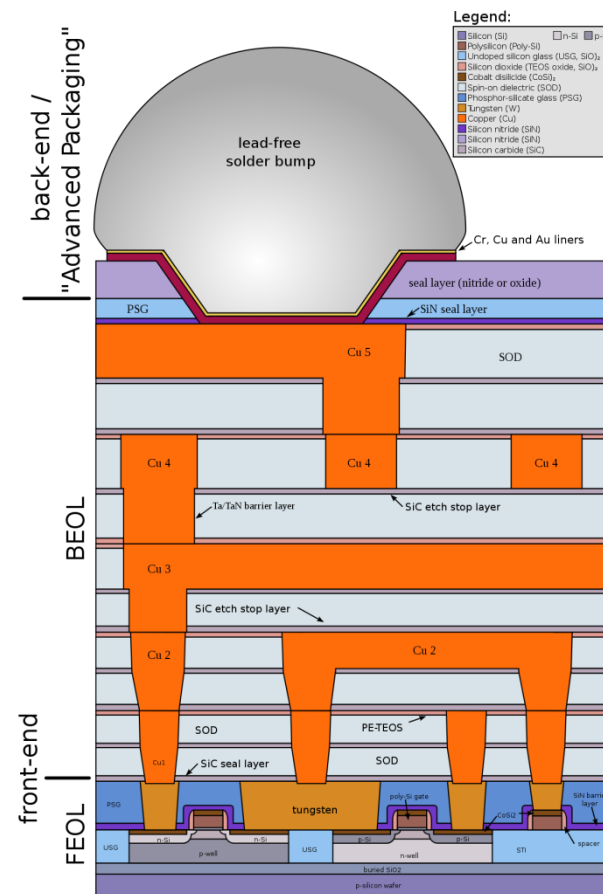 Legend:
Silicon (Si)
n-Si
Polysilicon (Poly-Si)
Undoped silicon glass (USG, SiO)₂
Silicon dioxide (TEOS oxide, SiO)₂
Cobalt disilicide (CoSi)₂
Spin-on dielectric (SOD)
Phosphor-silicate glass (PSG)
Tungsten (W)
Copper (Cu)
Silicon nitride (SiN)
Silicon nitride (SiN)
Silicon carbide (SiC)
back-end /
"Advanced Packaging"
lead-free
solder bump
Cr, Cu and Au liners
seal layer (nitride or oxide)
PSG
SiN seal layer
Cu 5
SOD
BEOL
Cu 4
Cu 4
Cu 4
SiC etch stop layer
Ta/TaN barrier layer
Cu 3
SiC etch stop layer
Cu 2
Cu 2
front-end
SOD
PE-TEOS
Cu1
SOD
SiC seal layer
FEOL
PSG
tungsten
poly-Si gate
SiN barrier
CoSi2
spacer
USG
n-Si
n-Si
p-well
USG
p-Si
p-Si
n-well
STI
buried SiO2
p-silicon wafer